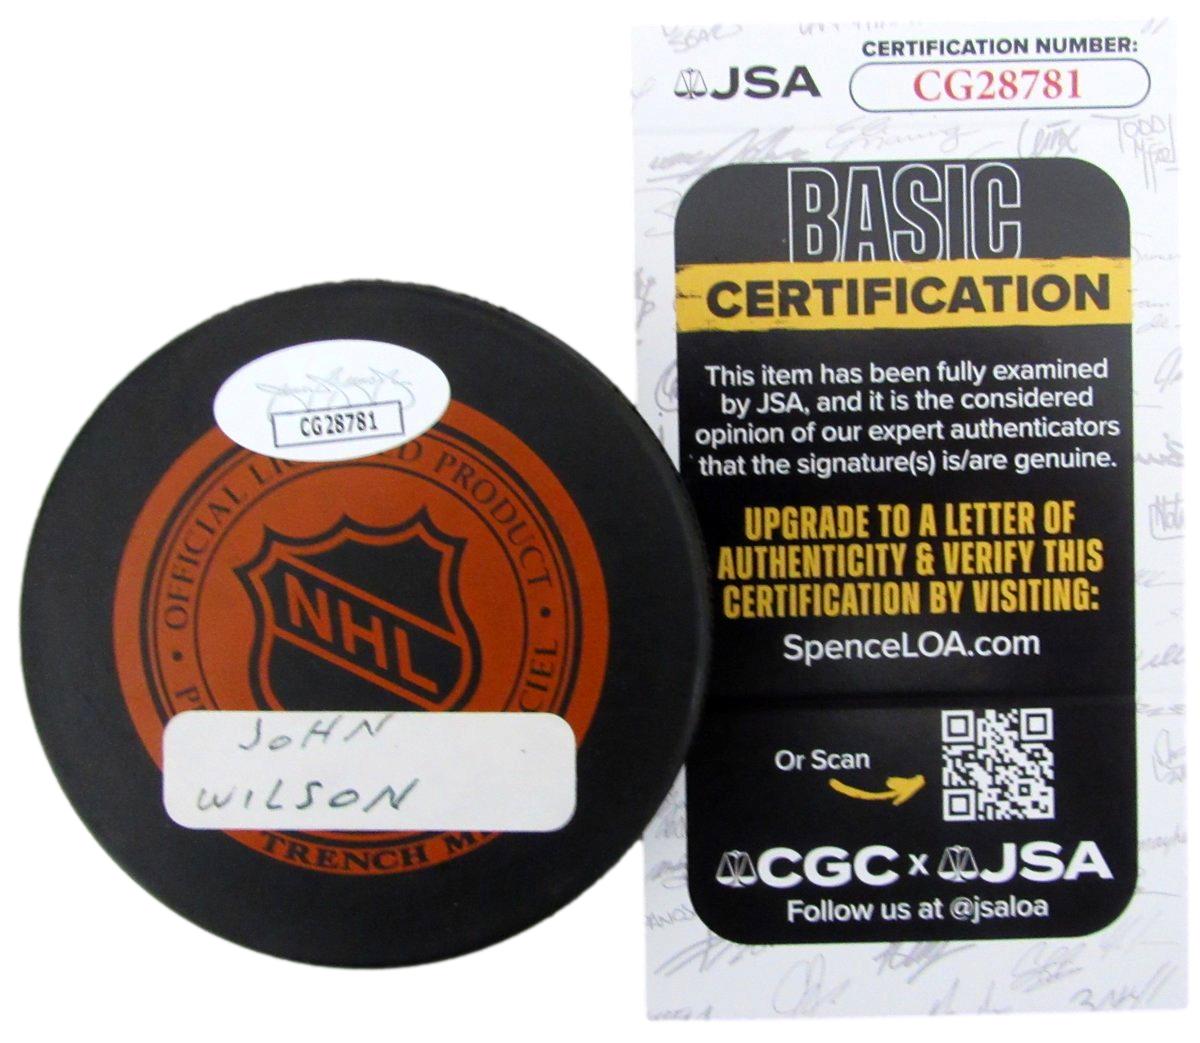 JSA
CERTIFICATION NUMBER:
CG28781
BASIC
CERTIFICATION
This item has been fully examined
by JSA, and it is the considered
opinion of our expert authenticators
that the signature(s) is/are genuine.
UPGRADE TO A LETTER OF
AUTHENTICITY & VERIFY THIS
CERTIFICATION BY VISITING:
SpenceLOA.com
Or Scan
CGC x JSA
Follow us at @jsaloa
CG28781
• OFFICIAL PRODUCT •
NHL
JOHN
WILSON
TRENCH